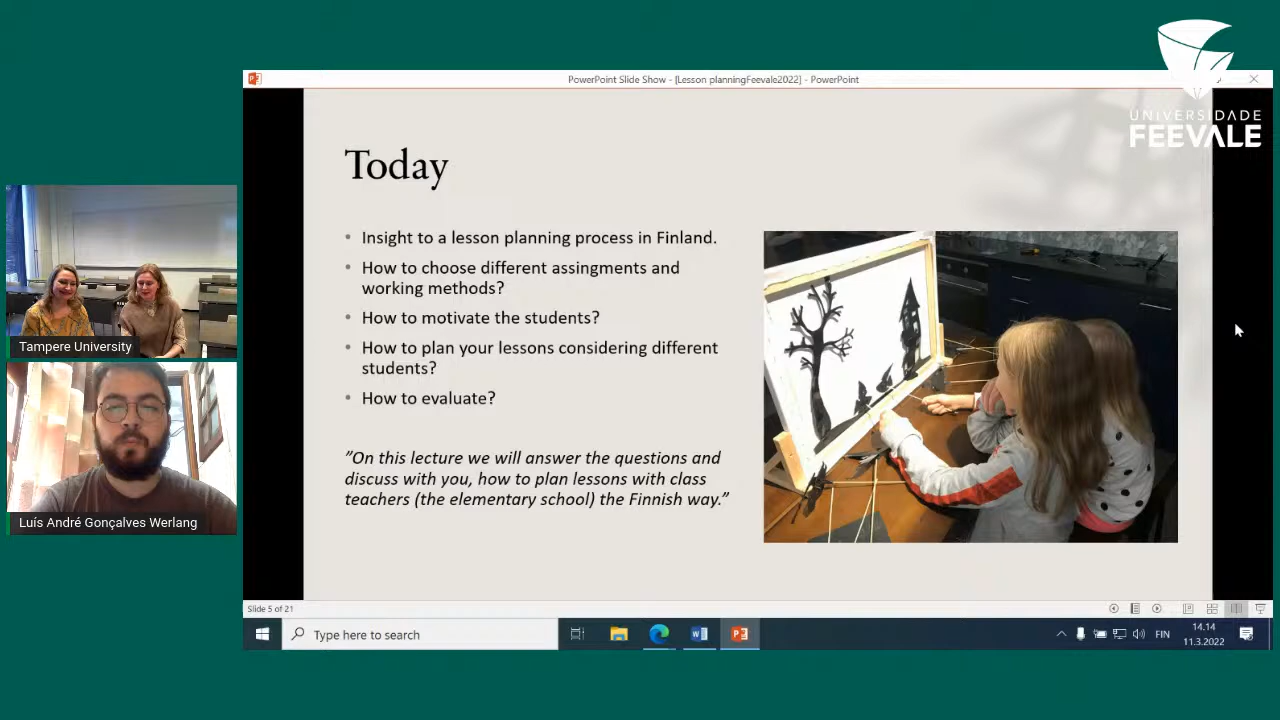 PowerPoint Slide Show - [Lesson planningFeevale2022] - PowerPoint
UNIVERSIDADE
FEEVALE
Today
• Insight to a lesson planning process in Finland.
• How to choose different assingments and
working methods?
• How to motivate the students?
• How to plan your lessons considering different
students?
• How to evaluate?
”On this lecture we will answer the questions and
discuss with you, how to plan lessons with class
teachers (the elementary school) the Finnish way.”
Tampere University
Luís André Gonçalves Werlang
Slide 5 of 21
Type here to search
FIN
14.14
11.3.2022